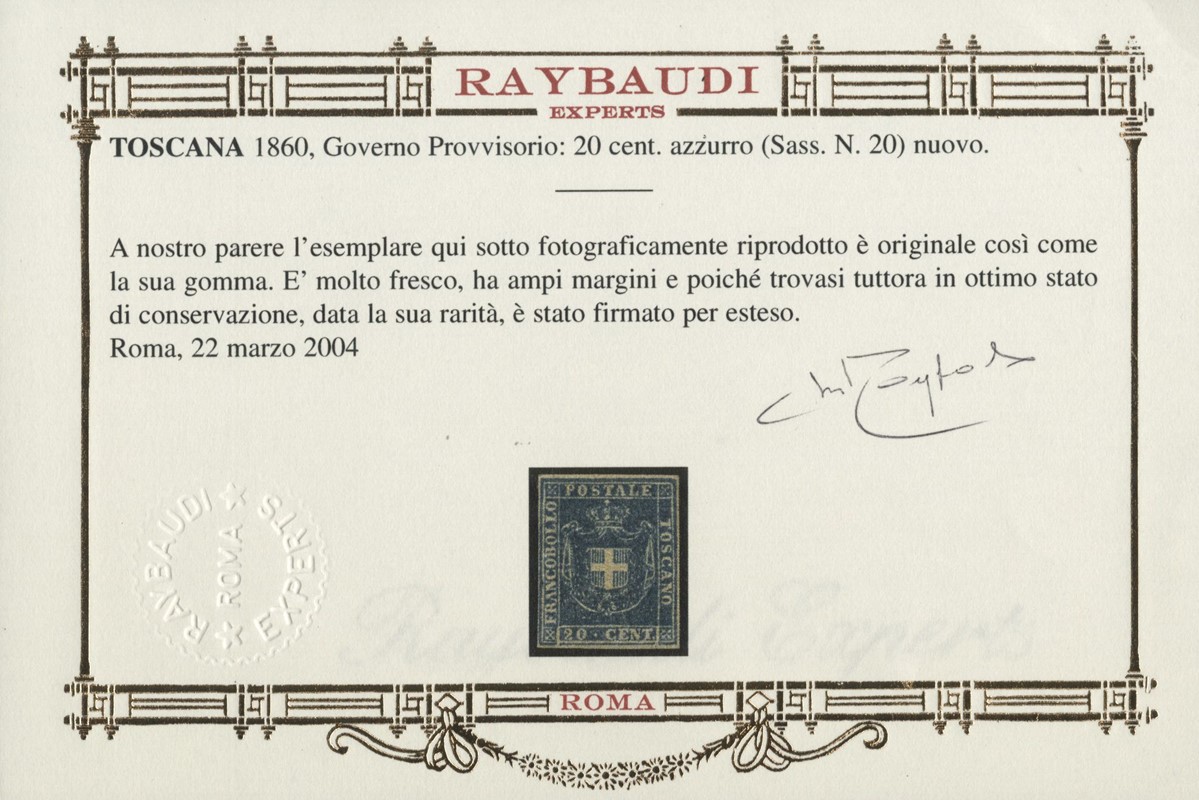 RAYBAUDI
EXPERTS
TOSCANA 1860, Governo Provvisorio: 20 cent. azzurro (Sass. N. 20) nuovo.
A nostro parere l'esemplare qui sotto fotograficamente riprodotto è originale così come
la sua gomma. E' molto fresco, ha ampi margini e poiché trovasi tuttora in ottimo stato
di conservazione, data la sua rarità, è stato firmato per esteso.
Roma, 22 marzo 2004
RAYBAUDI EXPERTS
ROMA
POSTALE
FRANCOBOLLO
TOSCANO
20 · CENT
Raybaudi Experts
ROMA